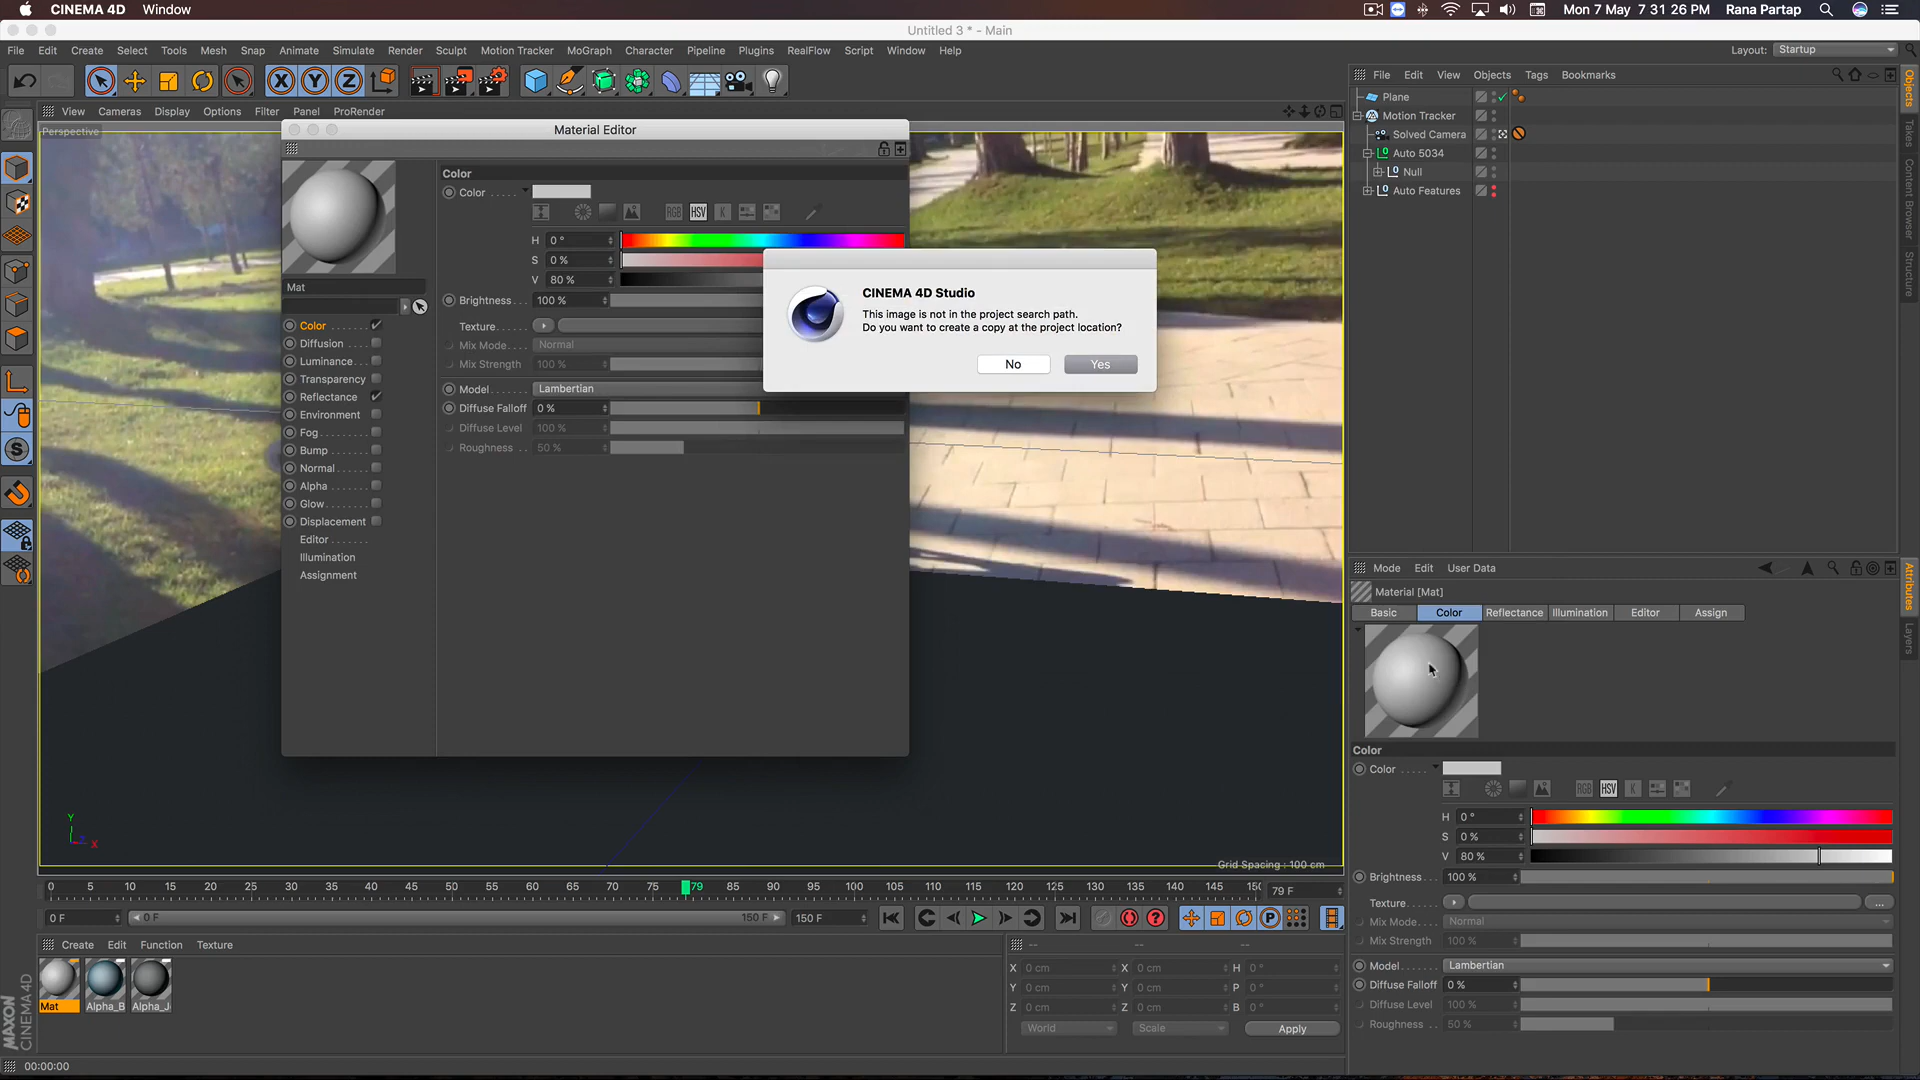 CINEMA 4D Window Mon 7 May 7 31 26 PM Rana Partap
Untitled 3 * - Main
File Edit Create Select Tools Mesh Snap Animate Simulate Render Sculpt Motion Tracker MoGraph Character Pipeline Plugins RealFlow Script Window Help Layout: Startup
File Edit View Objects Tags Bookmarks
View Cameras Display Options Filter Panel ProRender
Perspective
Material Editor
Plane
Motion Tracker
Solved Camera
Auto 5034
Null
Auto Features
Objects
Takes
Content Browser
Structure
Color
Color
RGB HSV K
H 0 °
S 0 %
V 80 %
Mat
Brightness 100 %
Texture
Mix Mode Normal
Mix Strength 100 %
Model Lambertian
Diffuse Falloff 0 %
Diffuse Level 100 %
Roughness 50 %
Color
Diffusion
Luminance
Transparency
Reflectance
Environment
Fog
Bump
Normal
Alpha
Glow
Displacement
Editor
Illumination
Assignment
CINEMA 4D Studio
This image is not in the project search path.
Do you want to create a copy at the project location?
No Yes
Mode Edit User Data
Material [Mat]
Basic Color Reflectance Illumination Editor Assign
Attributes
Layers
Color
Color
RGB HSV K
H 0 °
S 0 %
V 80 %
Brightness 100 %
Texture ...
Mix Mode Normal
Mix Strength 100 %
Model Lambertian
Diffuse Falloff 0 %
Diffuse Level 100 %
Roughness 50 %
Y
X
Grid Spacing : 100 cm
0 5 10 15 20 25 30 35 40 45 50 55 60 65 70 75 79 85 90 95 100 105 110 115 120 125 130 135 140 145 150 79 F
0 F 0 F 150 F 150 F
Create Edit Function Texture
Mat Alpha_B Alpha_J
-- -- --
X 0 cm X 0 cm H 0 °
Y 0 cm Y 0 cm P 0 °
Z 0 cm Z 0 cm B 0 °
World Scale Apply
MAXON
CINEMA 4D
00:00:00